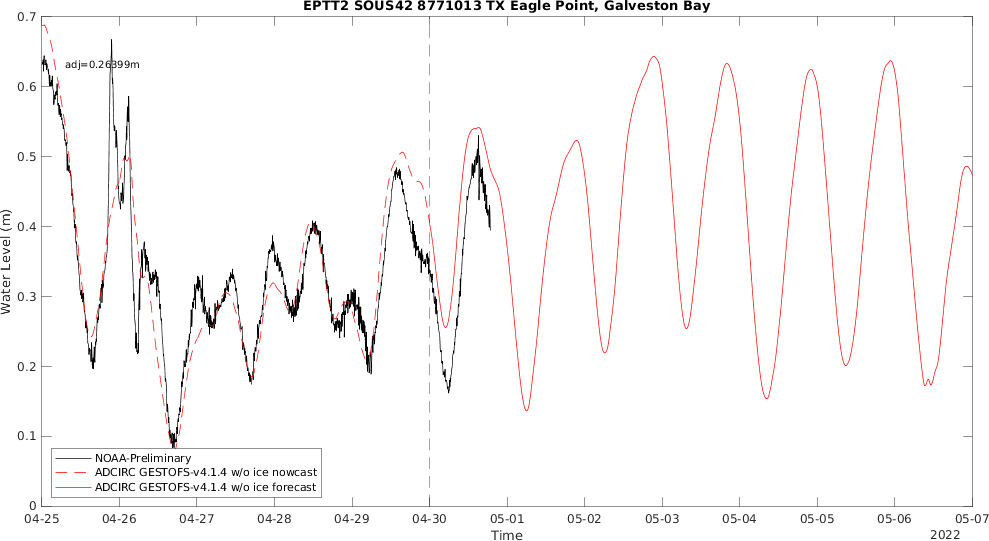 EPTT2 SOUS42 8771013 TX Eagle Point, Galveston Bay
adj=0.26399m
Water Level (m)
0.7
0.6
0.5
0.4
0.3
0.2
0.1
0
NOAA-Preliminary
ADCIRC GESTOFS-v4.1.4 w/o ice nowcast
ADCIRC GESTOFS-v4.1.4 w/o ice forecast
04-25 04-26 04-27 04-28 04-29 04-30 05-01 05-02 05-03 05-04 05-05 05-06 05-07
Time
2022